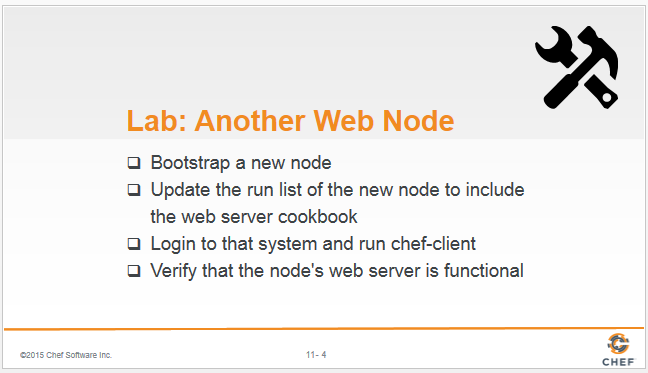 Lab: Another Web Node
❑ Bootstrap a new node
❑ Update the run list of the new node to include
the web server cookbook
❑ Login to that system and run chef-client
❑ Verify that the node's web server is functional
©2015 Chef Software Inc.
11- 4
CHEF